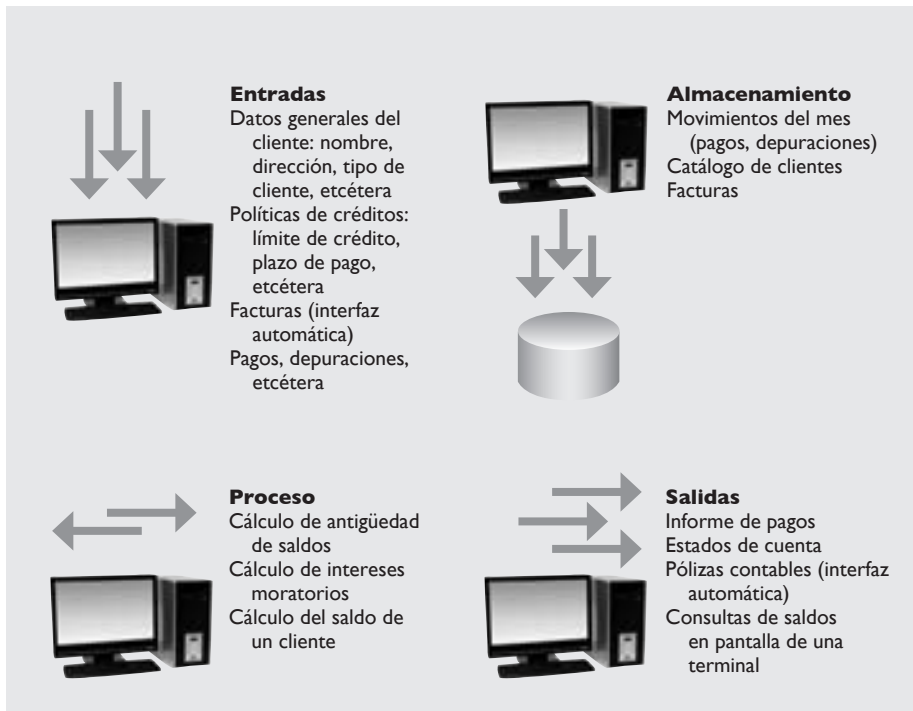 Entradas
Datos generales del
cliente: nombre,
dirección, tipo de
cliente, etcétera
Políticas de créditos:
límite de crédito,
plazo de pago,
etcétera
Facturas (interfaz
automática)
Pagos, depuraciones,
etcétera
Almacenamiento
Movimientos del mes
(pagos, depuraciones)
Catálogo de clientes
Facturas
Proceso
Cálculo de antigüedad
de saldos
Cálculo de intereses
moratorios
Cálculo del saldo de
un cliente
Salidas
Informe de pagos
Estados de cuenta
Pólizas contables (interfaz
automática)
Consultas de saldos
en pantalla de una
terminal